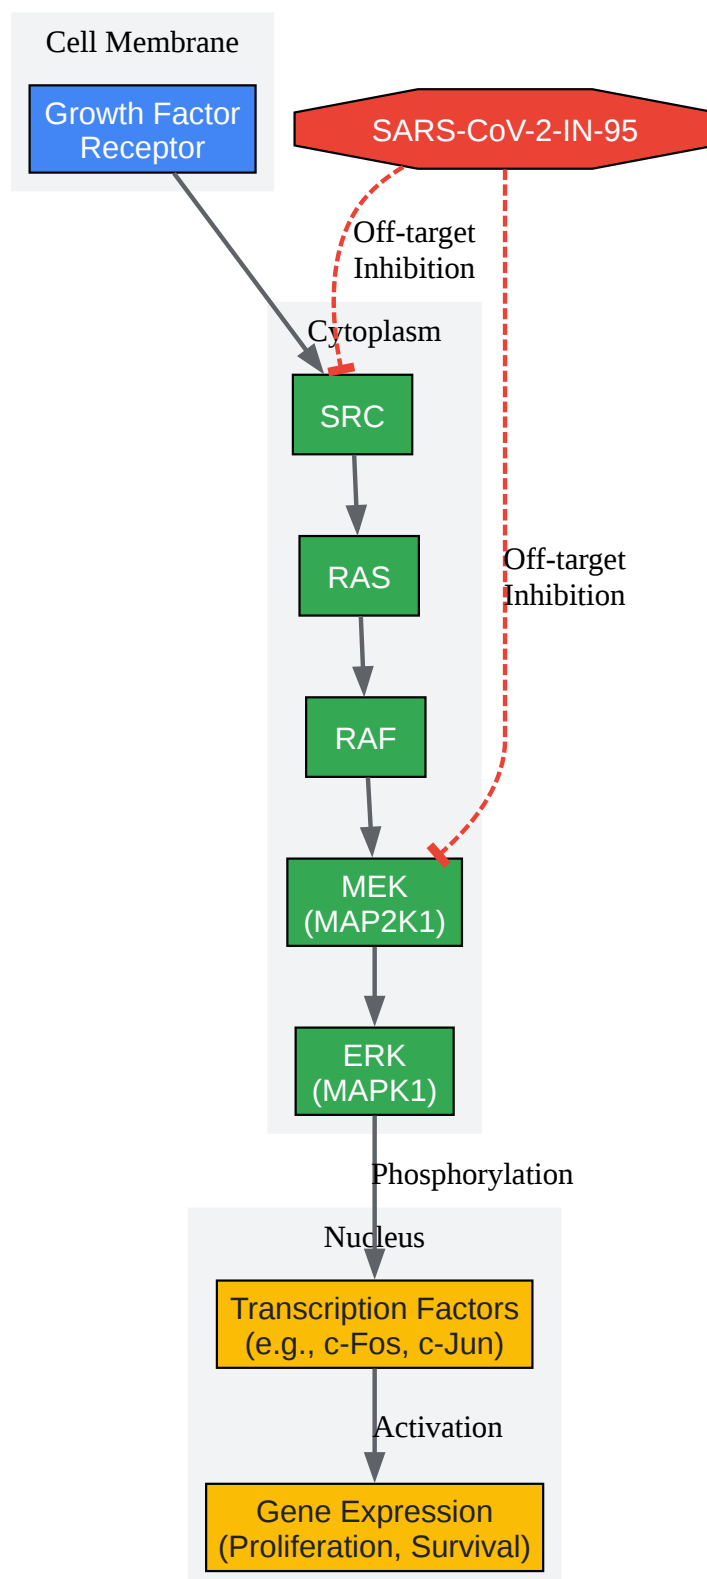 Cell Membrane
Growth Factor
Receptor
SARS-CoV-2-IN-95
Off-target
Inhibition
Cytoplasm
SRC
RAS
Off-target
Inhibition
RAF
MEK
(MAP2K1)
ERK
(MAPK1)
Phosphorylation
Nucleus
Transcription Factors
(e.g., c-Fos, c-Jun)
Activation
Gene Expression
(Proliferation, Survival)